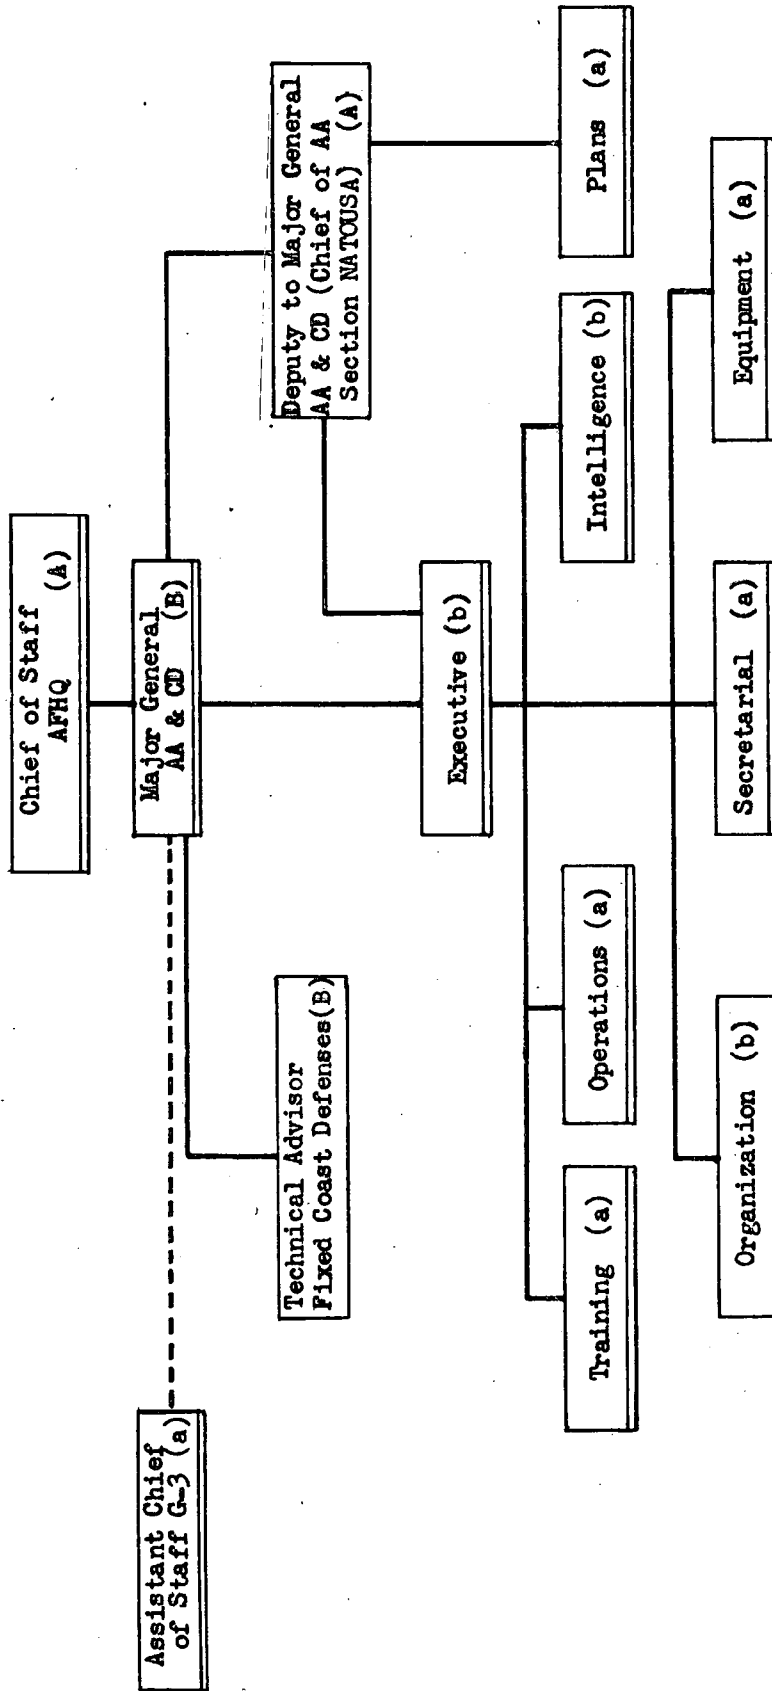 Chief of Staff
AFHQ (A)
Assistant Chief
of Staff G-3 (a)
Major General
AA & CD (B)
Technical Advisor
Fixed Coast Defenses(B)
Deputy to Major General
AA & CD (Chief of AA
Section NATOUSA) (A)
Executive (b)
Training (a)
Operations (a)
Intelligence (b)
Plans (a)
Organization (b)
Secretarial (a)
Equipment (a)